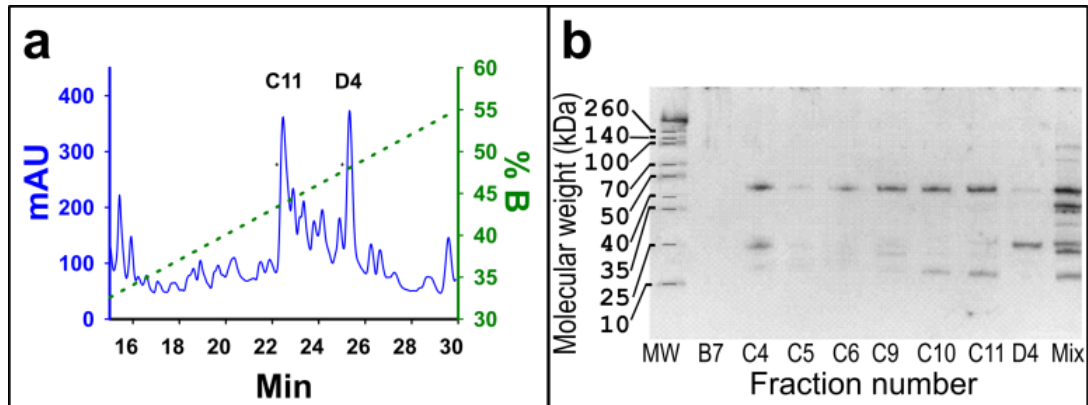 a
C11 D4
mAU
400
300
200
100
0
60
55
50
45
40
35
30
% B
16 18 20 22 24 26 28 30
Min
b
Molecular weight (kDa)
260
140
100
70
50
40
35
25
10
MW B7 C4 C5 C6 C9 C10 C11 D4 Mix
Fraction number